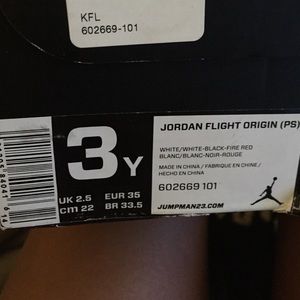 KFL
602669-101
JORDAN FLIGHT ORIGIN (PS)
3Y
WHITE/WHITE-BLACK-FIRE RED
BLANC/BLANC-NOIR-ROUGE
MADE IN CHINA / FABRIQUE EN CHINE /
HECHO EN CHINA
UK 2.5 EUR 35
cm 22 BR 33.5
602669 101
JUMPMAN23.COM